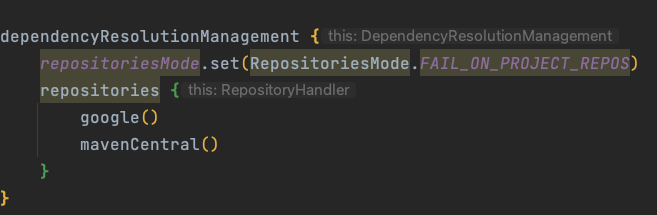 dependencyResolutionManagement { this: DependencyResolutionManagement
repositoriesMode.set(RepositoriesMode.FAIL_ON_PROJECT_REPOS)
repositories { this: RepositoryHandler
google()
mavenCentral()
}
}